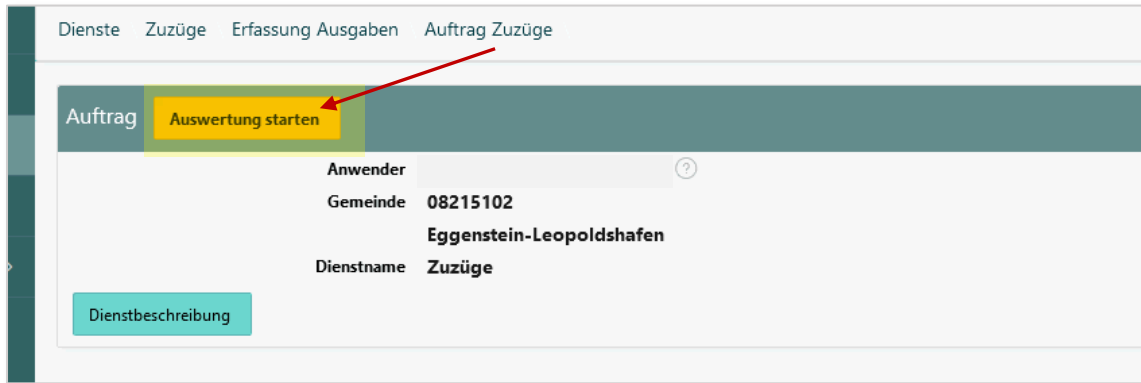 Dienste Zuzüge Erfassung Ausgaben Auftrag Zuzüge
Auftrag Auswertung starten
Anwender ?
Gemeinde 08215102
Eggenstein-Leopoldshafen
Dienstname Zuzüge
Dienstbeschreibung